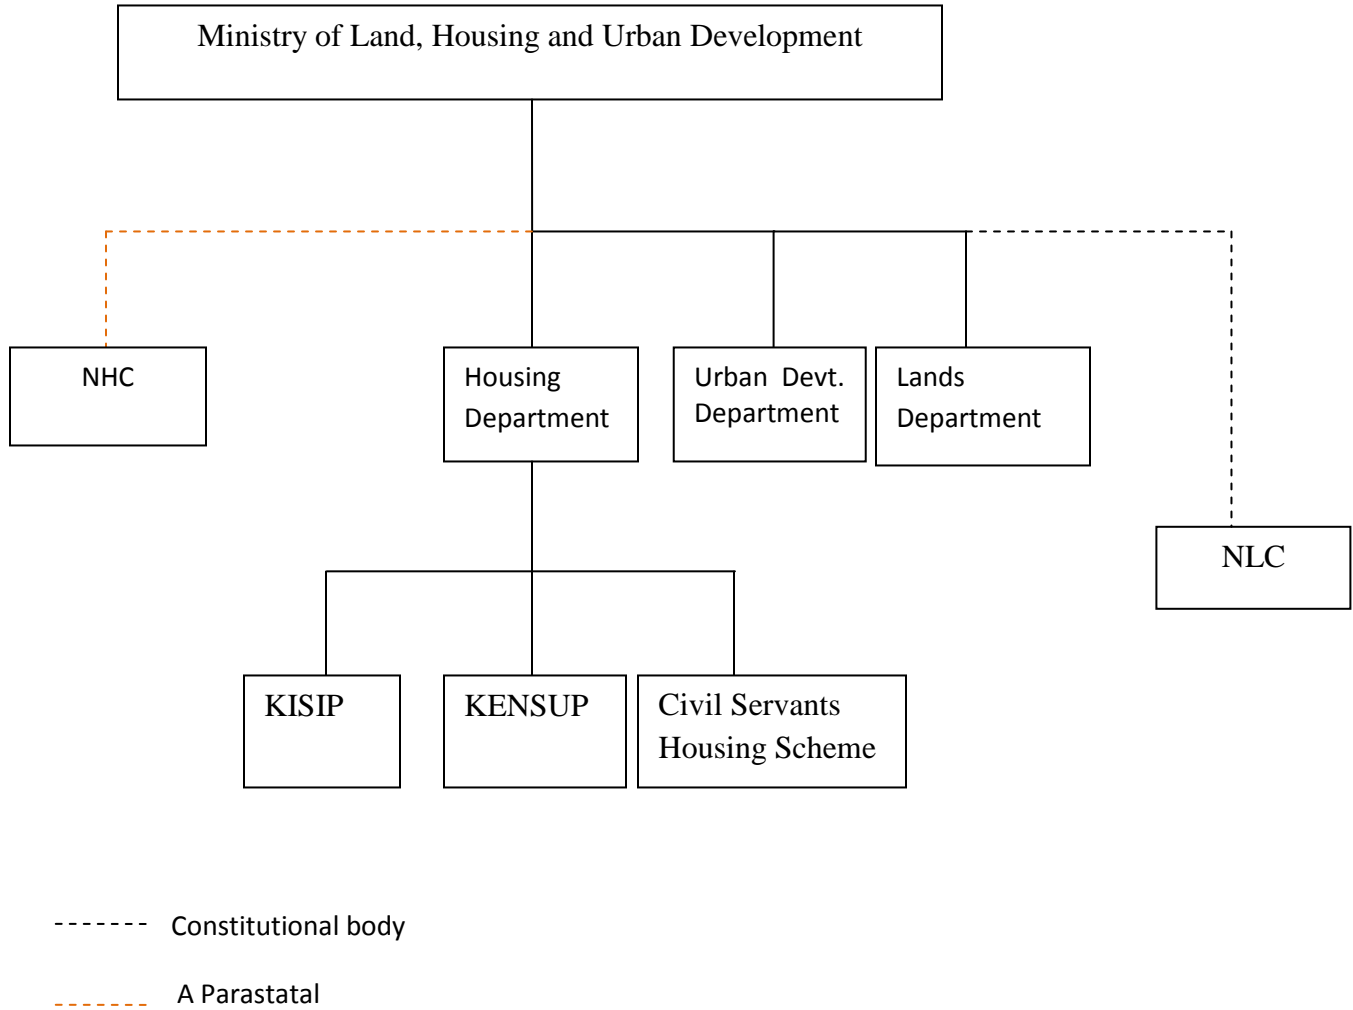 Ministry of Land, Housing and Urban Development
NHC
Housing
Department
Urban Devt.
Department
Lands
Department
NLC
KISIP
KENSUP
Civil Servants
Housing Scheme
Constitutional body
A Parastatal